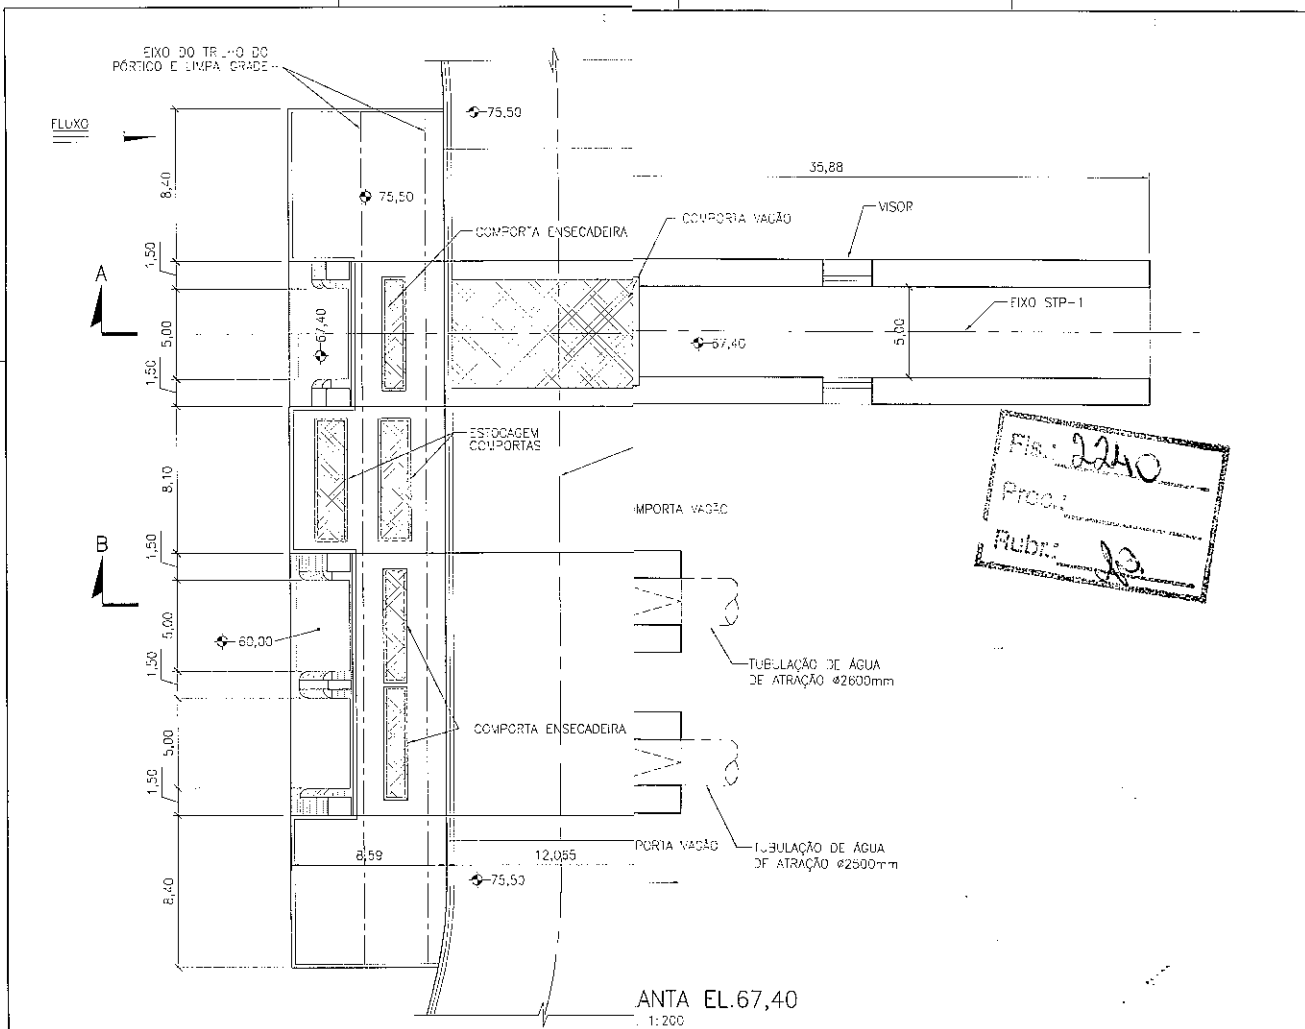 EIXO DO TRILHO DO
PÓRTICO E LIMPA GRADE
FLUXO
75,50
35,88
8,40
75,50
COMPORTA VAGÃO
VISOR
COMPORTA ENSECADEIRA
1,50
A
67,40
EIXO STP-1
5,00
5,00
67,40
1,50
ESTOCAGEM
COMPORTAS
Fls.: 2240
Proc.:
Rubr.:
8,10
MPORTA VAGÃO
B
1,50
5,00
60,00
1,50
TUBULAÇÃO DE ÁGUA
DE ATRAÇÃO ø2600mm
5,00
COMPORTA ENSECADEIRA
1,50
PORTA VAGÃO
TUBULAÇÃO DE ÁGUA
DE ATRAÇÃO ø2500mm
8,59
12,065
75,50
8,40
ANTA EL.67,40
1:200